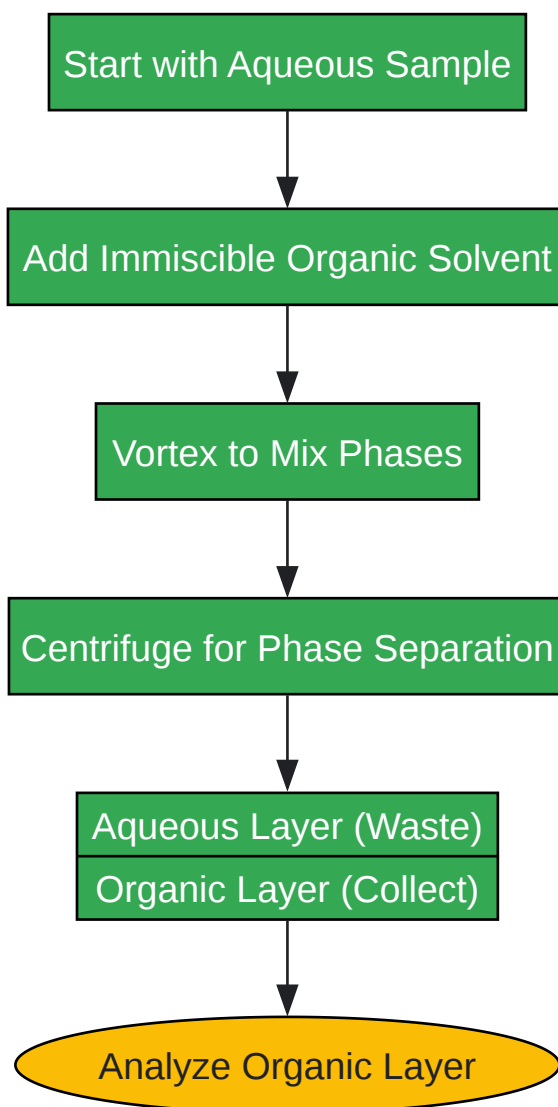 Start with Aqueous Sample
Add Immiscible Organic Solvent
Vortex to Mix Phases
Centrifuge for Phase Separation
Aqueous Layer (Waste)
Organic Layer (Collect)
Analyze Organic Layer